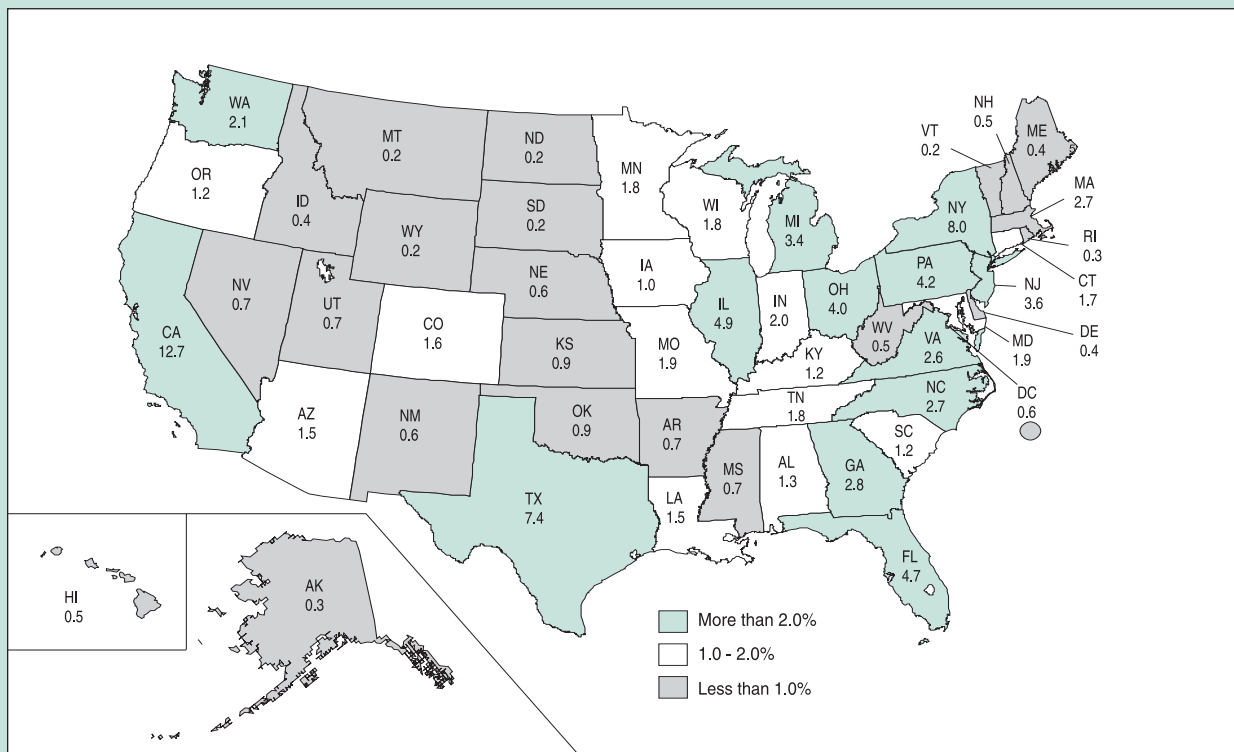 WA
2.1
OR
1.2
CA
12.7
ID
0.4
NV
0.7
MT
0.2
WY
0.2
UT
0.7
AZ
1.5
CO
1.6
NM
0.6
ND
0.2
SD
0.2
NE
0.6
KS
0.9
OK
0.9
TX
7.4
MN
1.8
IA
1.0
MO
1.9
AR
0.7
LA
1.5
WI
1.8
IL
4.9
MS
0.7
MI
3.4
IN
2.0
KY
1.2
TN
1.8
AL
1.3
OH
4.0
WV
0.5
VA
2.6
NC
2.7
SC
1.2
GA
2.8
FL
4.7
PA
4.2
NY
8.0
VT
0.2
NH
0.5
ME
0.4
MA
2.7
RI
0.3
CT
1.7
NJ
3.6
DE
0.4
MD
1.9
DC
0.6
HI
0.5
AK
0.3
More than 2.0%
1.0 - 2.0%
Less than 1.0%